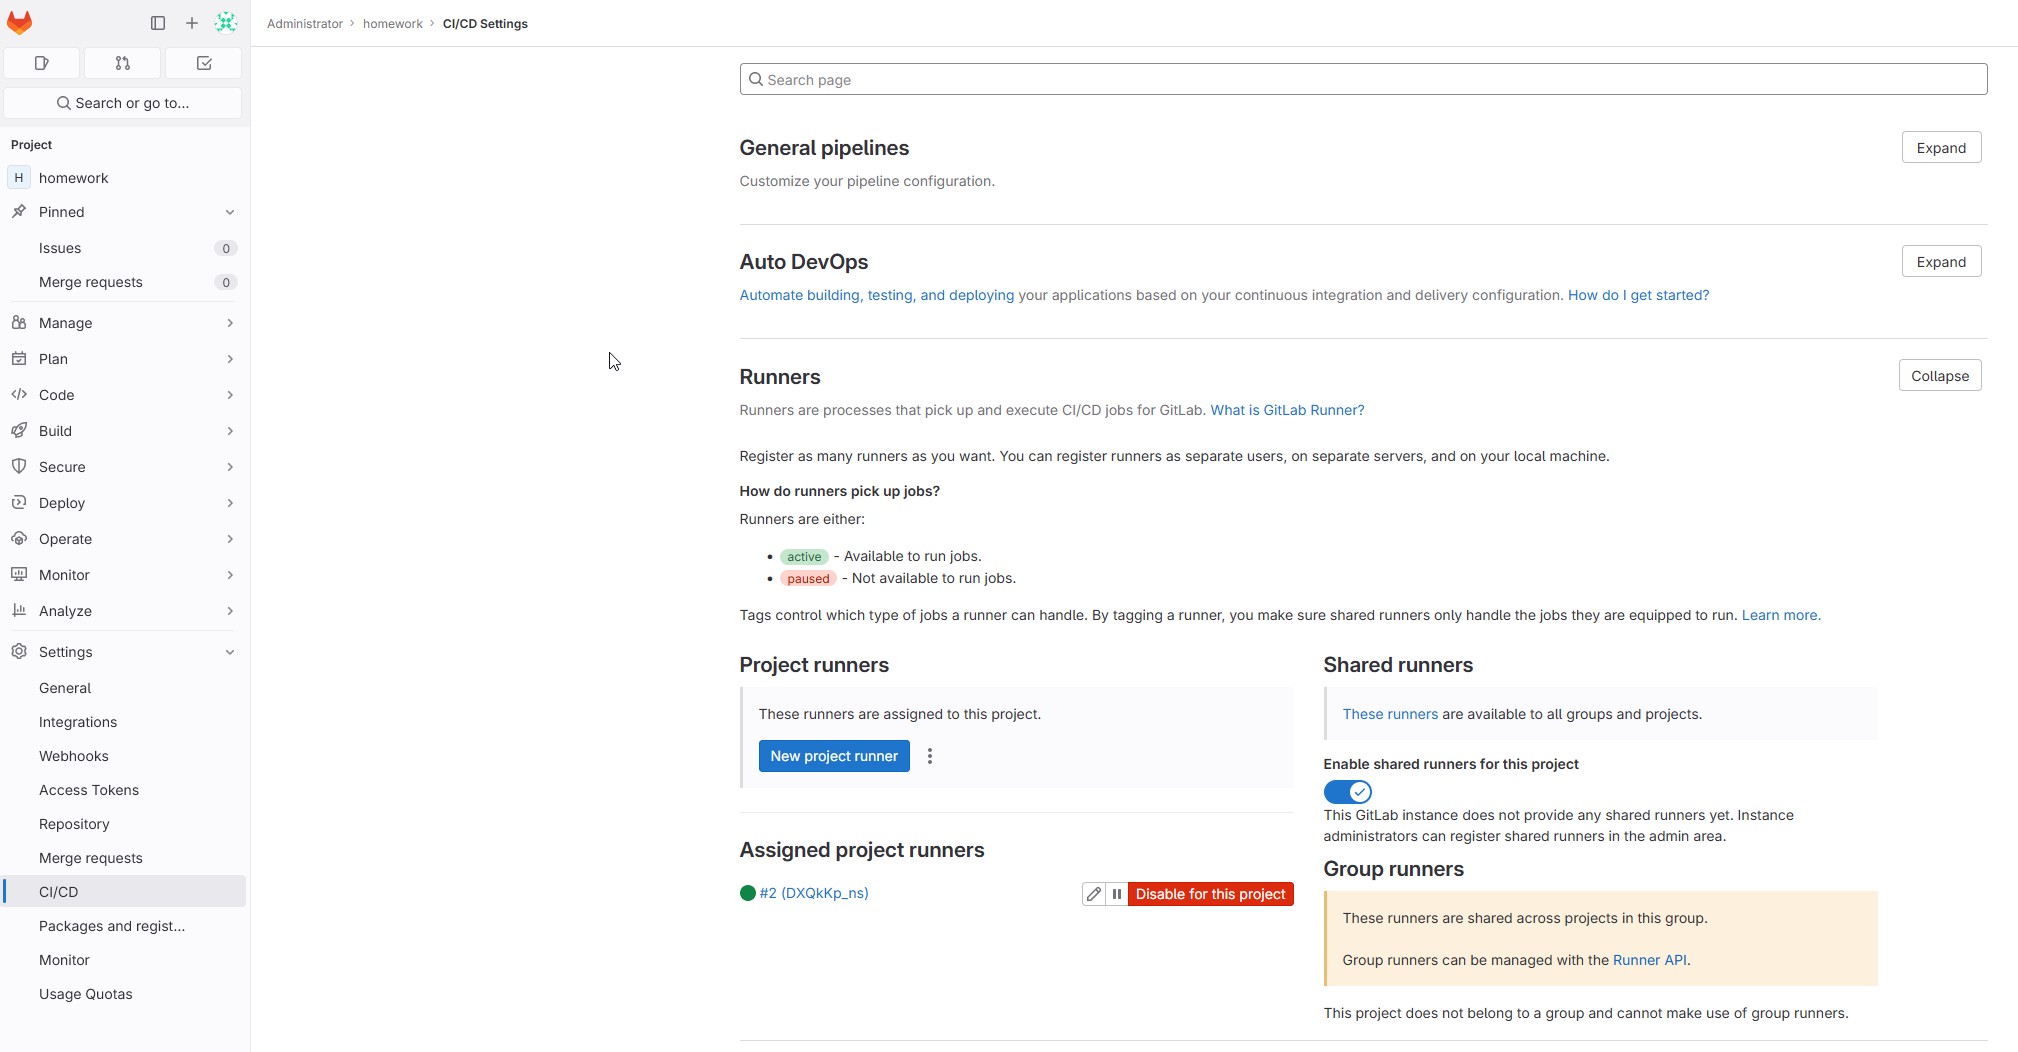 Administrator › homework › CI/CD Settings
Search or go to...
Project
H homework
Pinned
Issues 0
Merge requests 0
Manage
Plan
Code
Build
Secure
Deploy
Operate
Monitor
Analyze
Settings
General
Integrations
Webhooks
Access Tokens
Repository
Merge requests
CI/CD
Packages and regist...
Monitor
Usage Quotas
Search page
General pipelines
Expand
Customize your pipeline configuration.
Auto DevOps
Expand
Automate building, testing, and deploying your applications based on your continuous integration and delivery configuration. How do I get started?
Runners
Collapse
Runners are processes that pick up and execute CI/CD jobs for GitLab. What is GitLab Runner?
Register as many runners as you want. You can register runners as separate users, on separate servers, and on your local machine.
How do runners pick up jobs?
Runners are either:
• active - Available to run jobs.
• paused - Not available to run jobs.
Tags control which type of jobs a runner can handle. By tagging a runner, you make sure shared runners only handle the jobs they are equipped to run. Learn more.
Project runners
These runners are assigned to this project.
New project runner
Assigned project runners
#2 (DXQkKp_ns)
Disable for this project
Shared runners
These runners are available to all groups and projects.
Enable shared runners for this project
This GitLab instance does not provide any shared runners yet. Instance
administrators can register shared runners in the admin area.
Group runners
These runners are shared across projects in this group.
Group runners can be managed with the Runner API.
This project does not belong to a group and cannot make use of group runners.